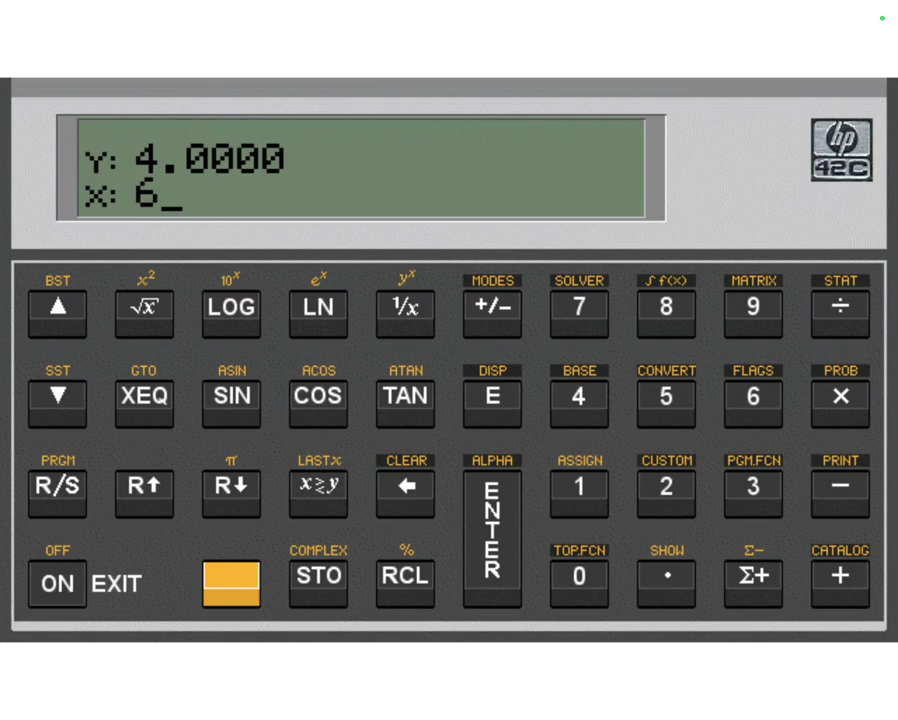 Y: 4.0000
X: 6_
hp
42C
BST x² 10ˣ eˣ yˣ MODES SOLVER ∫f(x) MATRIX STAT
▲ √x LOG LN 1/x +/- 7 8 9 ÷
SST GTO ASIN ACOS ATAN DISP BASE CONVERT FLAGS PROB
▼ XEQ SIN COS TAN E 4 5 6 ×
PRGM π LASTx CLEAR ALPHA ASSIGN CUSTOM PGM.FCN PRINT
R/S R↑ R↓ x≷y ← ENTER 1 2 3 −
OFF COMPLEX % TOP.FCN SHOW Σ− CATALOG
ON EXIT STO RCL 0 . Σ+ +